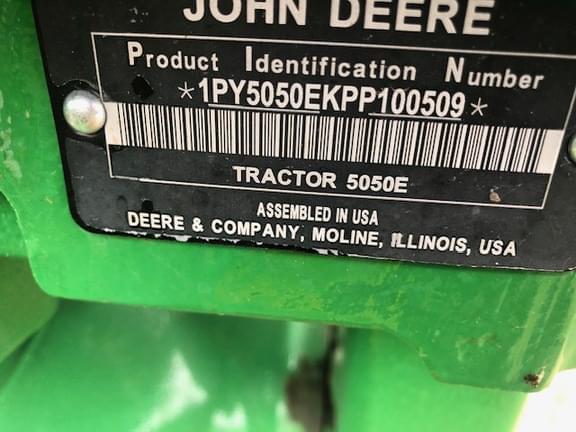 JOHN DEERE
Product Identification Number
*1PY5050EKPP100509*
TRACTOR 5050E
ASSEMBLED IN USA
DEERE & COMPANY, MOLINE, ILLINOIS, USA